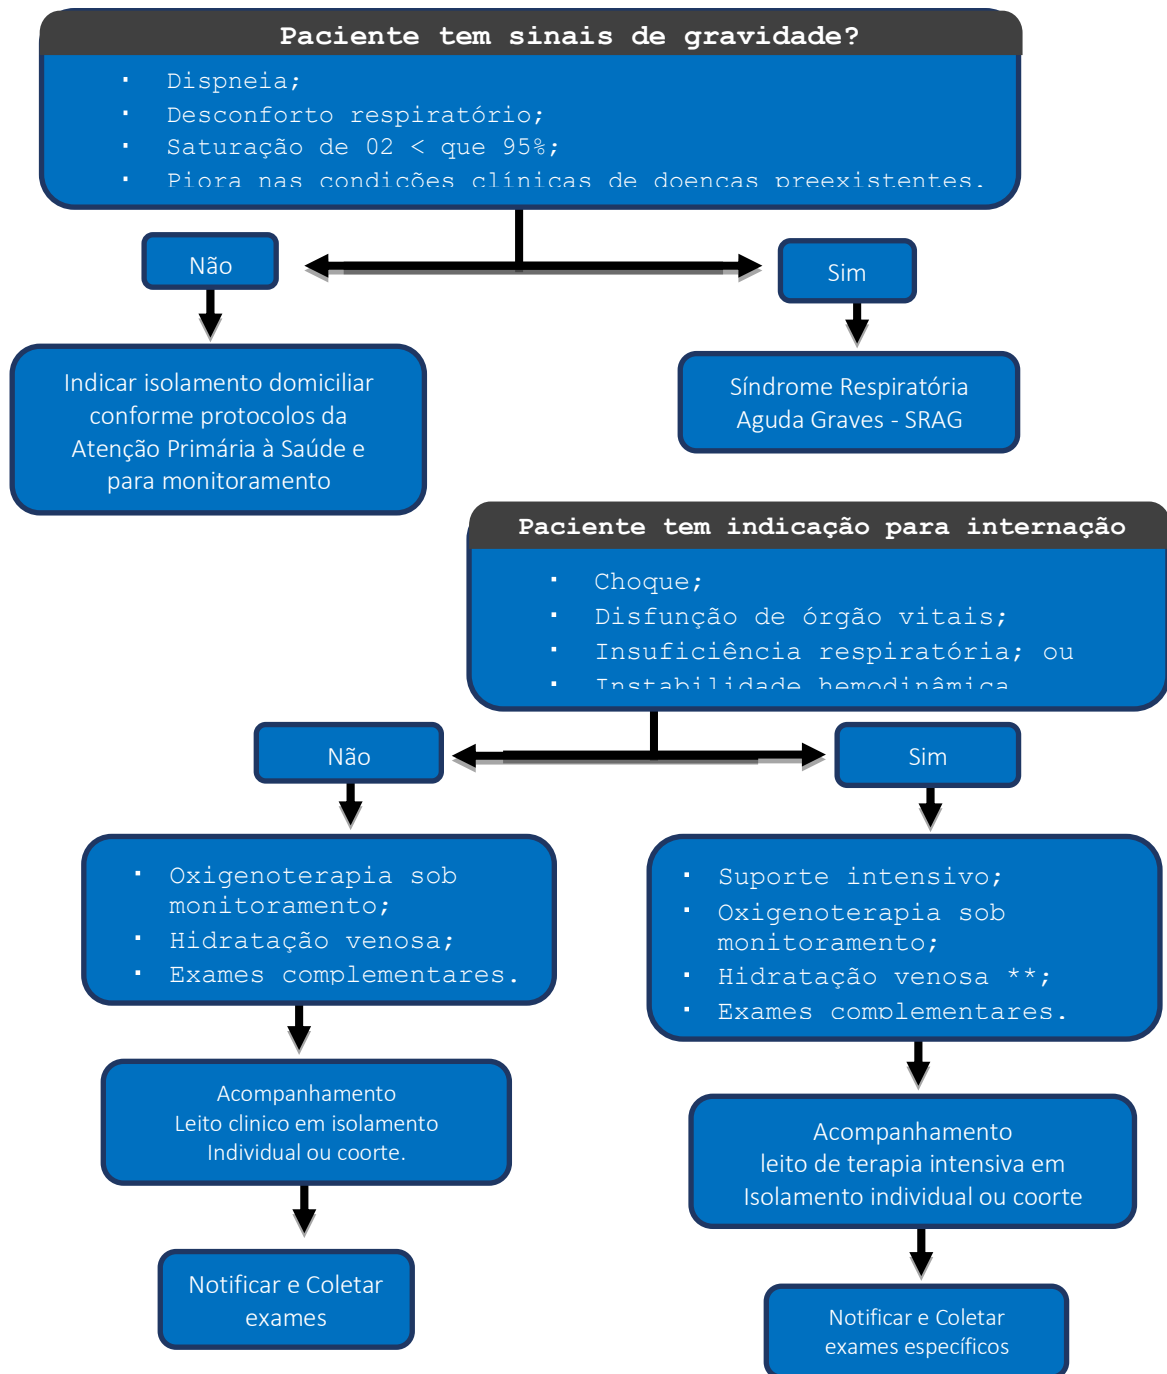 Paciente tem sinais de gravidade?
▪ Dispneia;
▪ Desconforto respiratório;
▪ Saturação de 02 < que 95%;
▪ Piora nas condições clínicas de doenças preexistentes.
Não
Sim
Indicar isolamento domiciliar
conforme protocolos da
Atenção Primária à Saúde e
para monitoramento
Síndrome Respiratória
Aguda Graves - SRAG
Paciente tem indicação para internação
▪ Choque;
▪ Disfunção de órgão vitais;
▪ Insuficiência respiratória; ou
▪ Instabilidade hemodinâmica
Não
Sim
▪ Oxigenoterapia sob
monitoramento;
▪ Hidratação venosa;
▪ Exames complementares.
▪ Suporte intensivo;
▪ Oxigenoterapia sob
monitoramento;
▪ Hidratação venosa **;
▪ Exames complementares.
Acompanhamento
Leito clinico em isolamento
Individual ou coorte.
Acompanhamento
leito de terapia intensiva em
Isolamento individual ou coorte
Notificar e Coletar
exames
Notificar e Coletar
exames específicos